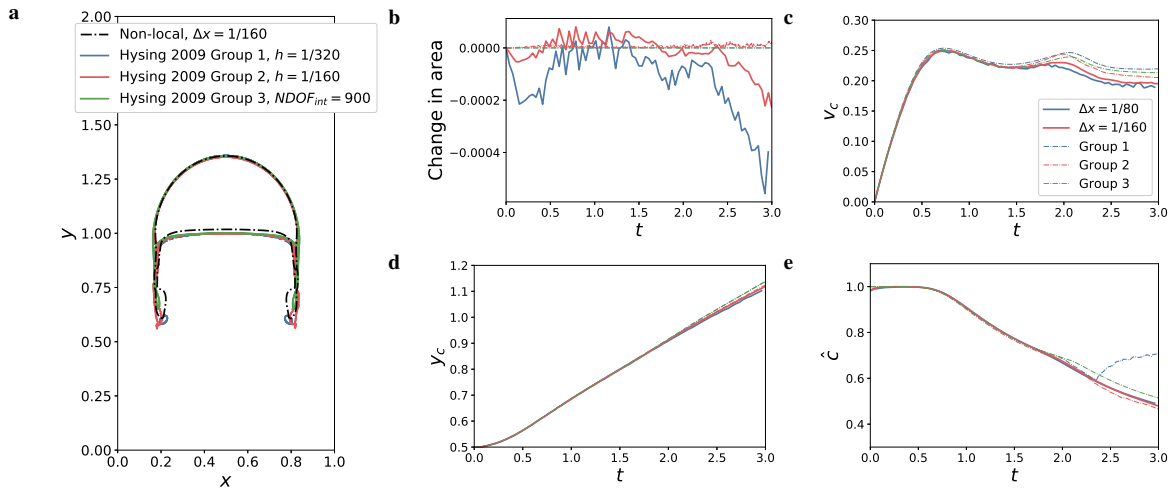 a
2.00
1.50
1.25
1.00
0.75
0.50
0.25
0.00
y
0.0 0.2 0.4 0.6 0.8 1.0
x
Non-local, Δx = 1/160
Hysing 2009 Group 1, h = 1/320
Hysing 2009 Group 2, h = 1/160
Hysing 2009 Group 3, NDOF_int = 900
b
0.0000
−0.0002
−0.0004
Change in area
0.0 0.5 1.0 1.5 2.0 2.5 3.0
t
c
0.30
0.25
0.20
0.15
0.10
0.05
0.00
v_c
0.0 0.5 1.0 1.5 2.0 2.5 3.0
t
Δx = 1/80
Δx = 1/160
Group 1
Group 2
Group 3
d
1.2
1.1
1.0
0.9
0.8
0.7
0.6
0.5
y_c
0.0 0.5 1.0 1.5 2.0 2.5 3.0
t
e
1.0
0.8
0.6
0.4
ĉ
0.0 0.5 1.0 1.5 2.0 2.5 3.0
t